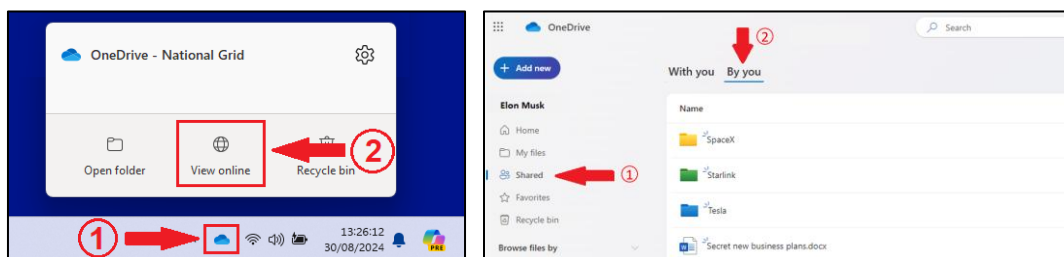 OneDrive - National Grid
Open folder
View online
Recycle bin
②
①
13:26:12
30/08/2024
PRE
OneDrive
Search
②
+ Add new
With you By you
Elon Musk
Name
Home
SpaceX
My files
Shared
①
Starlink
Favorites
Tesla
Recycle bin
Browse files by
Secret new business plans.docx